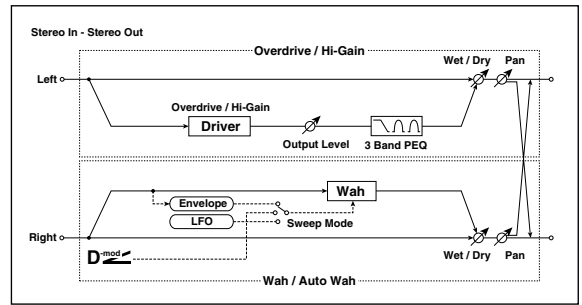 Stereo In - Stereo Out
Overdrive / Hi-Gain
Wet / Dry Pan
Left
Overdrive / Hi-Gain
Driver
Output Level
3 Band PEQ
Envelope
LFO
Sweep Mode
Wah
Right
D-mod
Wet / Dry Pan
Wah / Auto Wah